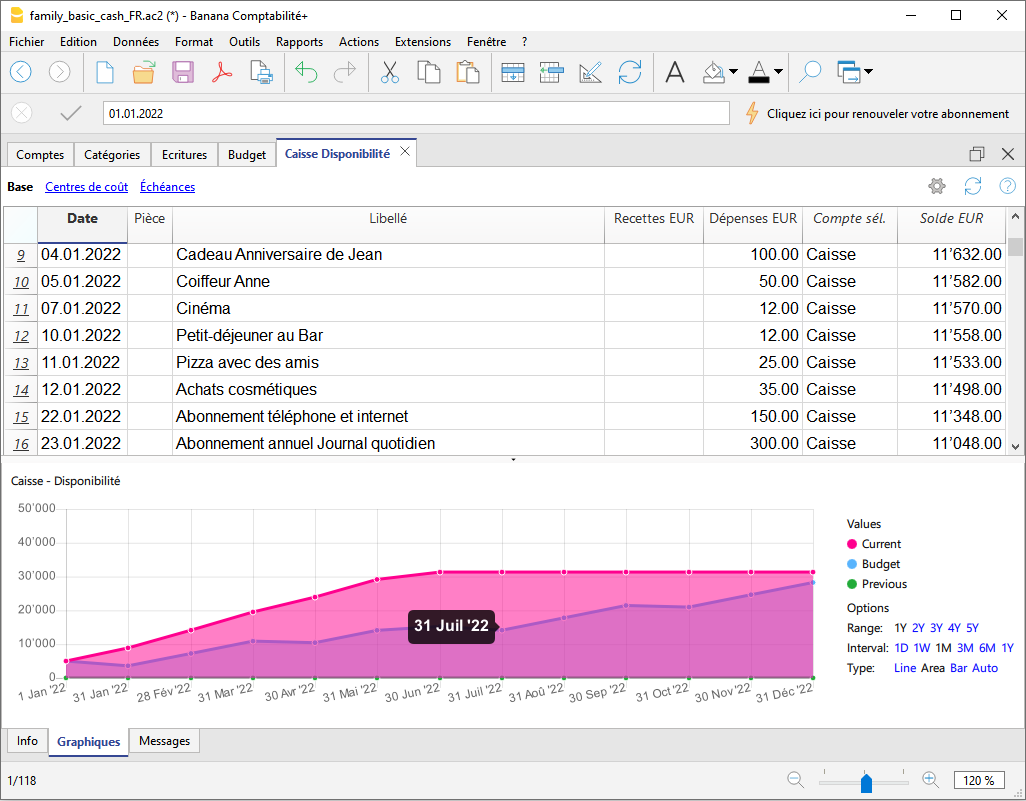 family_basic_cash_FR.ac2 (*) - Banana Comptabilité+
Fichier Edition Données Format Outils Rapports Actions Extensions Fenêtre ?
01.01.2022
Cliquez ici pour renouveler votre abonnement
Comptes Catégories Ecritures Budget Caisse Disponibilité
Base Centres de coût Échéances
Date Pièce Libellé Recettes EUR Dépenses EUR Compte sél. Solde EUR
9 04.01.2022 Cadeau Anniversaire de Jean 100.00 Caisse 11’632.00
10 05.01.2022 Coiffeur Anne 50.00 Caisse 11’582.00
11 07.01.2022 Cinéma 12.00 Caisse 11’570.00
12 10.01.2022 Petit-déjeuner au Bar 12.00 Caisse 11’558.00
13 11.01.2022 Pizza avec des amis 25.00 Caisse 11’533.00
14 12.01.2022 Achats cosmétiques 35.00 Caisse 11’498.00
15 22.01.2022 Abonnement téléphone et internet 150.00 Caisse 11’348.00
16 23.01.2022 Abonnement annuel Journal quotidien 300.00 Caisse 11’048.00
Caisse - Disponibilité
50’000
40’000
30’000
20’000
10’000
0
31 Juil '22
1 Jan '22 31 Jan '22 28 Fév '22 31 Mar '22 30 Avr '22 31 Mai '22 30 Jun '22 31 Juil '22 31 Aoû '22 30 Sep '22 31 Oct '22 30 Nov '22 31 Déc '22
Values
Current
Budget
Previous
Options
Range: 1Y 2Y 3Y 4Y 5Y
Interval: 1D 1W 1M 3M 6M 1Y
Type: Line Area Bar Auto
Info Graphiques Messages
1/118
120 %